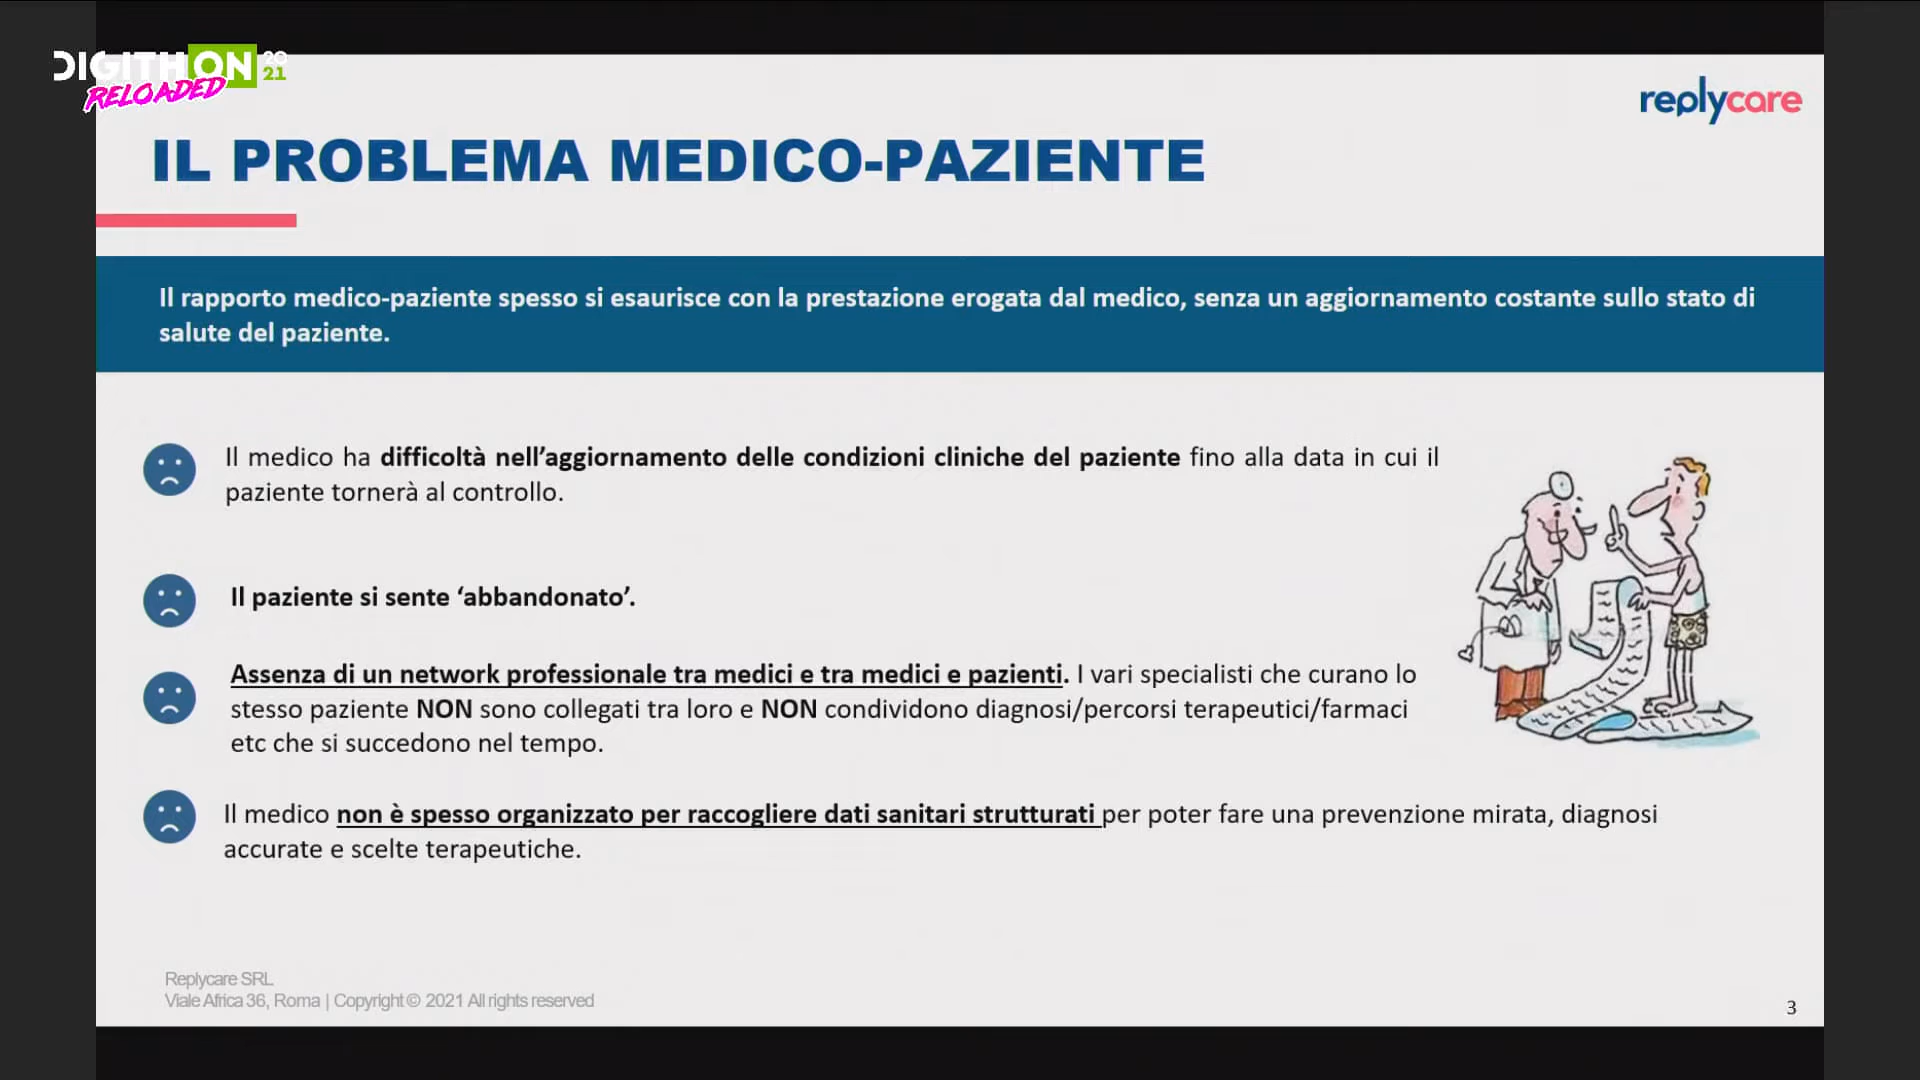 DIGITHON 2021
RELOADED
replycare
IL PROBLEMA MEDICO-PAZIENTE
Il rapporto medico-paziente spesso si esaurisce con la prestazione erogata dal medico, senza un aggiornamento costante sullo stato di
salute del paziente.
Il medico ha difficoltà nell’aggiornamento delle condizioni cliniche del paziente fino alla data in cui il
paziente tornerà al controllo.
Il paziente si sente ‘abbandonato’.
Assenza di un network professionale tra medici e tra medici e pazienti. I vari specialisti che curano lo
stesso paziente NON sono collegati tra loro e NON condividono diagnosi/percorsi terapeutici/farmaci
etc che si succedono nel tempo.
Il medico non è spesso organizzato per raccogliere dati sanitari strutturati per poter fare una prevenzione mirata, diagnosi
accurate e scelte terapeutiche.
Replycare SRL
Viale Africa 36, Roma | Copyright © 2021 All rights reserved
3